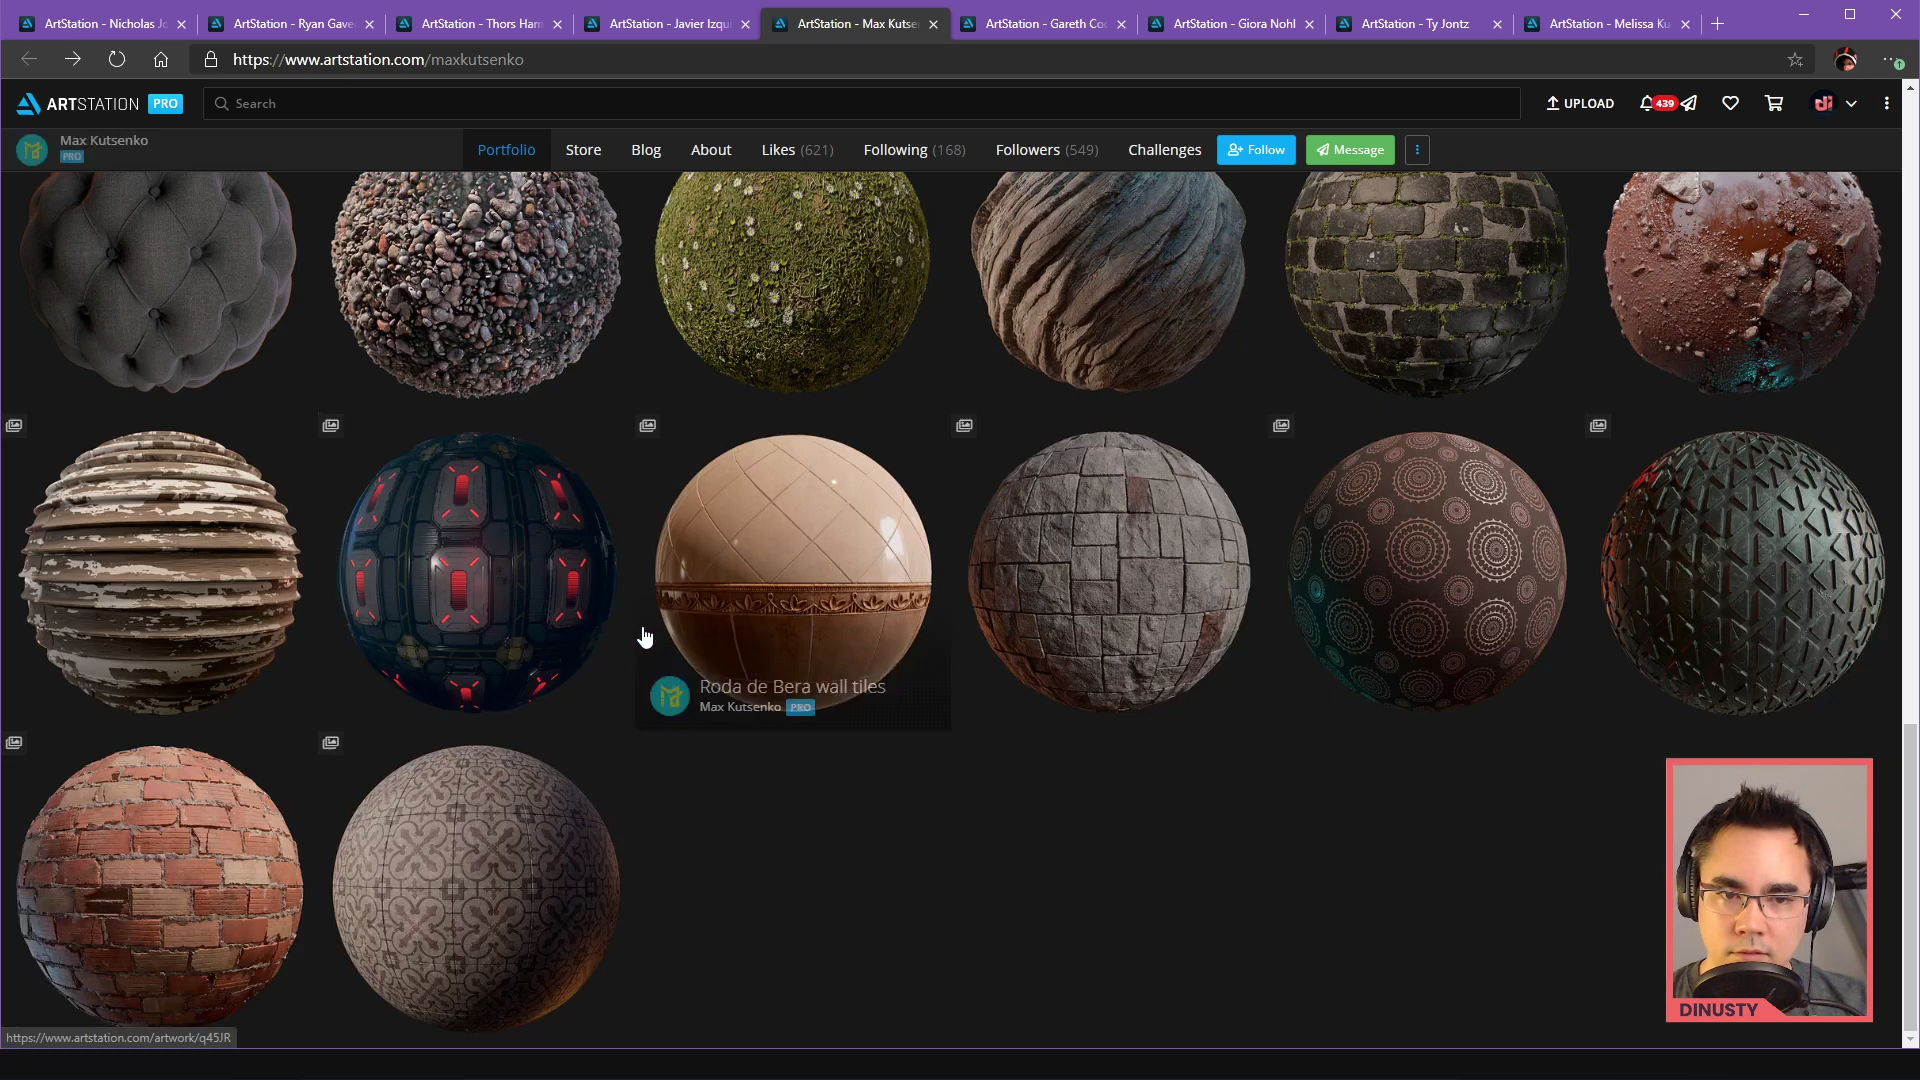 ArtStation - Nicholas Jo
ArtStation - Ryan Gave
ArtStation - Thors Ham
ArtStation - Javier Izqu
ArtStation - Max Kutse
ArtStation - Gareth Co
ArtStation - Giora Nohl
ArtStation - Ty Jontz
ArtStation - Melissa Ku
https://www.artstation.com/maxkutsenko
ARTSTATION PRO
Search
UPLOAD
439
Max Kutsenko
PRO
Portfolio
Store
Blog
About
Likes (621)
Following (168)
Followers (549)
Challenges
Follow
Message
Roda de Bera wall tiles
Max Kutsenko PRO
DINUSTY
https://www.artstation.com/artwork/q45JR